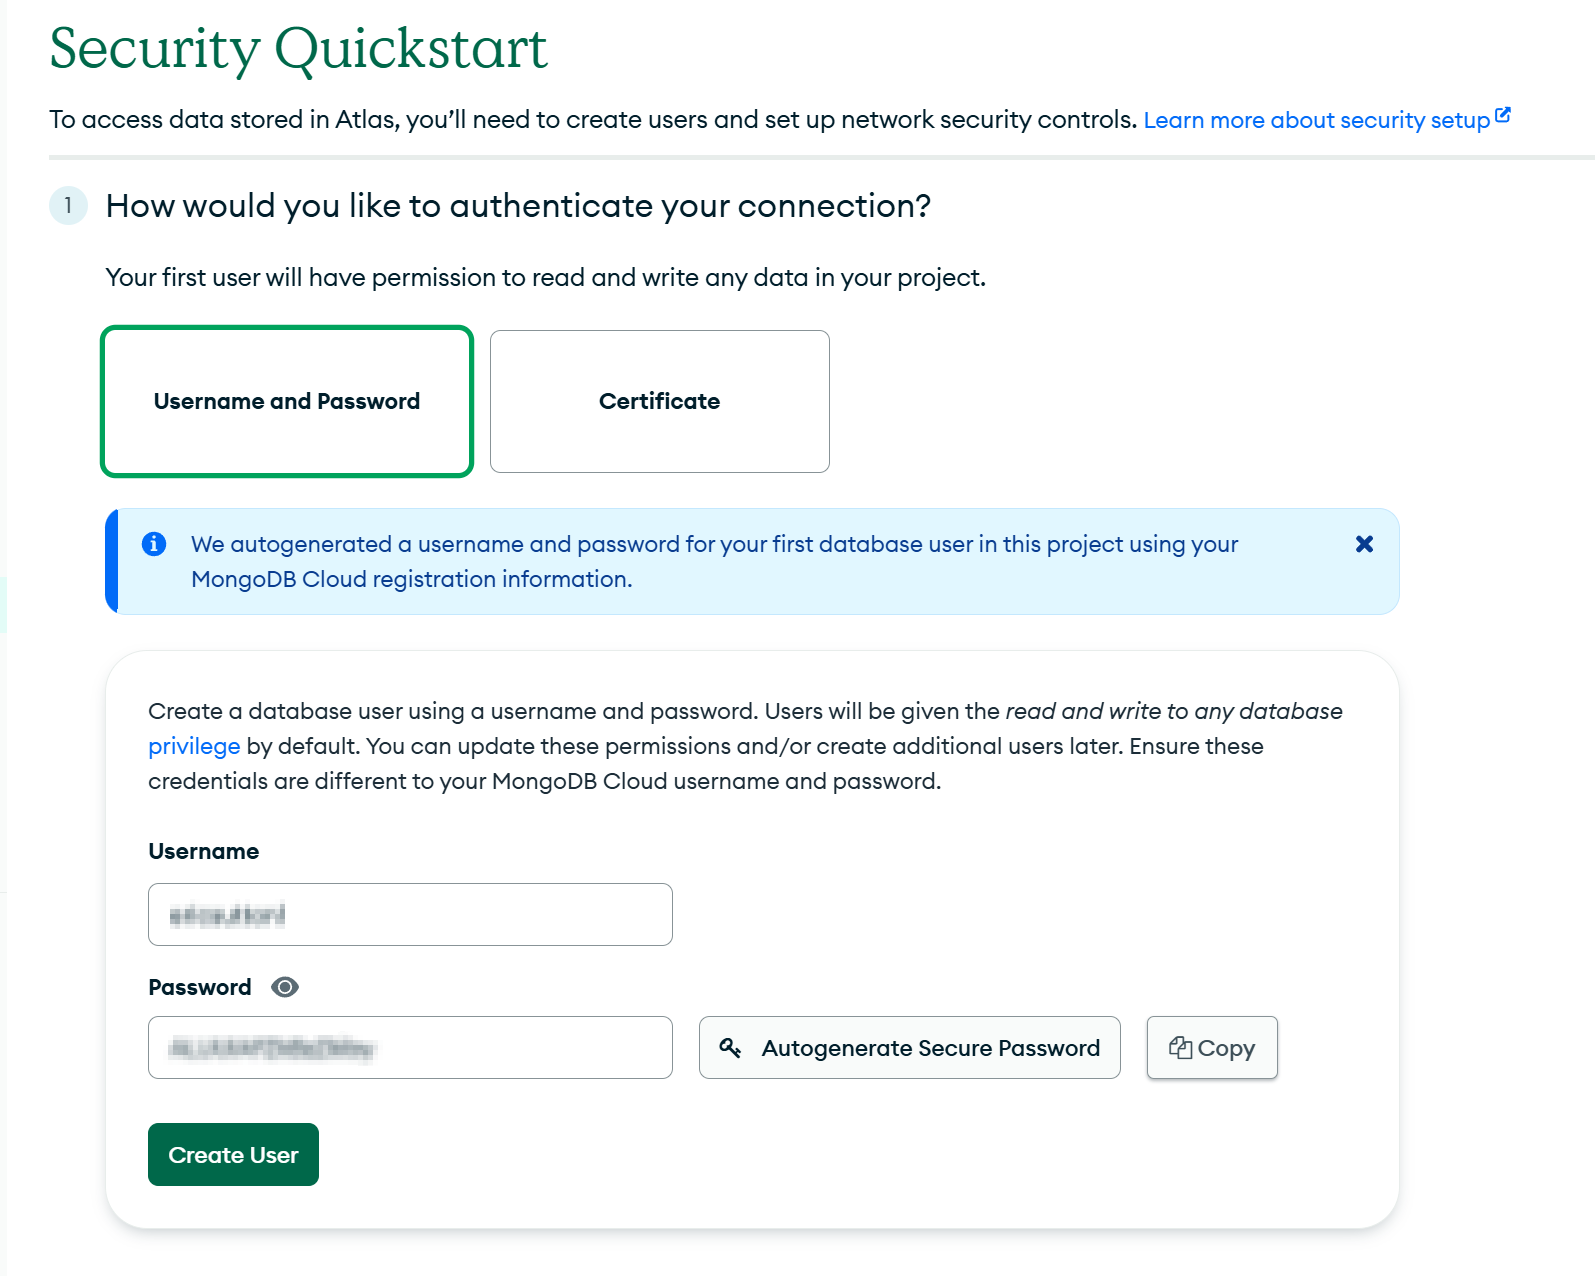 Security Quickstart
To access data stored in Atlas, you’ll need to create users and set up network security controls. Learn more about security setup
1 How would you like to authenticate your connection?
Your first user will have permission to read and write any data in your project.
Username and Password Certificate
We autogenerated a username and password for your first database user in this project using your
MongoDB Cloud registration information.
Create a database user using a username and password. Users will be given the read and write to any database
privilege by default. You can update these permissions and/or create additional users later. Ensure these
credentials are different to your MongoDB Cloud username and password.
Username
Password
Autogenerate Secure Password Copy
Create User